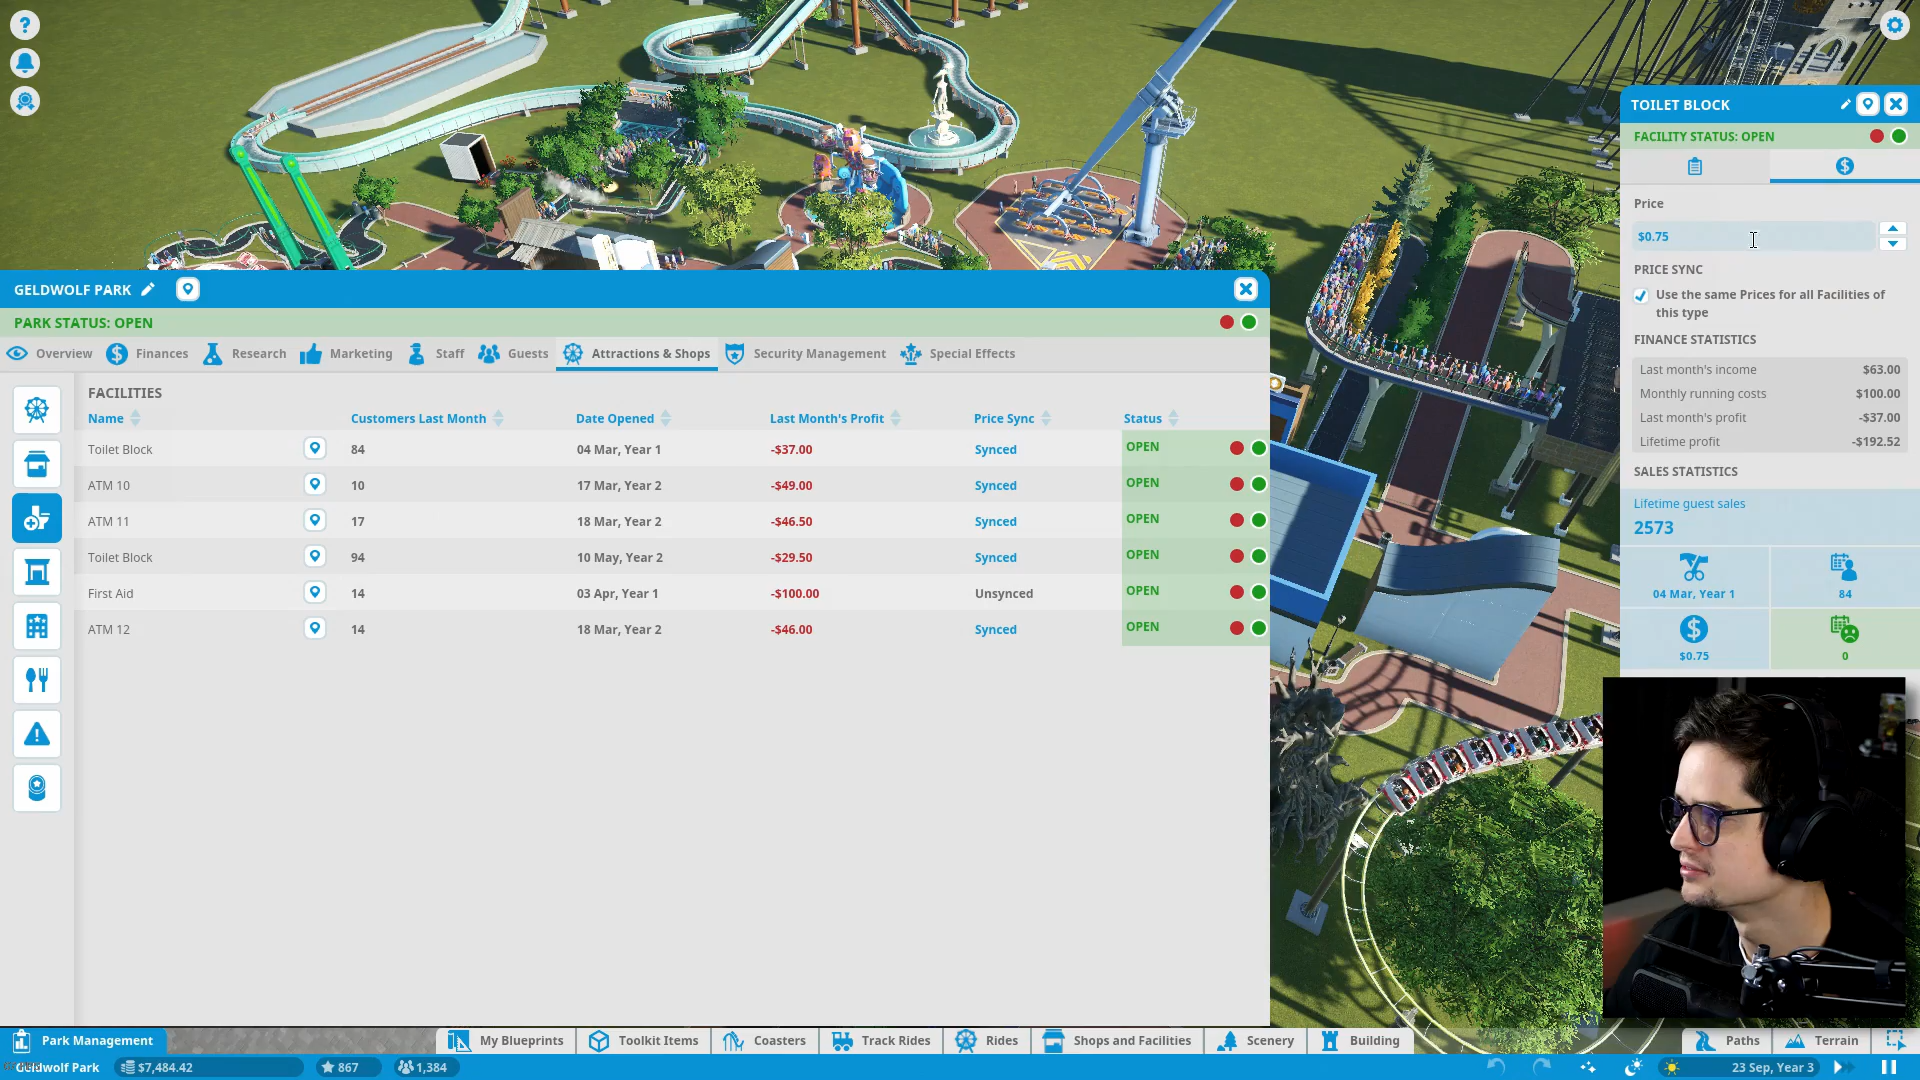 ?
TOILET BLOCK
FACILITY STATUS: OPEN
Price
$0.75
PRICE SYNC
Use the same Prices for all Facilities of
this type
FINANCE STATISTICS
Last month's income $63.00
Monthly running costs $100.00
Last month's profit -$37.00
Lifetime profit -$192.52
SALES STATISTICS
Lifetime guest sales
2573
04 Mar, Year 1 84
$0.75 0
GELDWOLF PARK
PARK STATUS: OPEN
Overview Finances Research Marketing Staff Guests Attractions & Shops Security Management Special Effects
FACILITIES
Name Customers Last Month Date Opened Last Month's Profit Price Sync Status
Toilet Block 84 04 Mar, Year 1 -$37.00 Synced OPEN
ATM 10 10 17 Mar, Year 2 -$49.00 Synced OPEN
ATM 11 17 18 Mar, Year 2 -$46.50 Synced OPEN
Toilet Block 94 10 May, Year 2 -$29.50 Synced OPEN
First Aid 14 03 Apr, Year 1 -$100.00 Unsynced OPEN
ATM 12 14 18 Mar, Year 2 -$46.00 Synced OPEN
Park Management My Blueprints Toolkit Items Coasters Track Rides Rides Shops and Facilities Scenery Building Paths Terrain
Geldwolf Park $7,484.42 867 1,384 23 Sep, Year 3